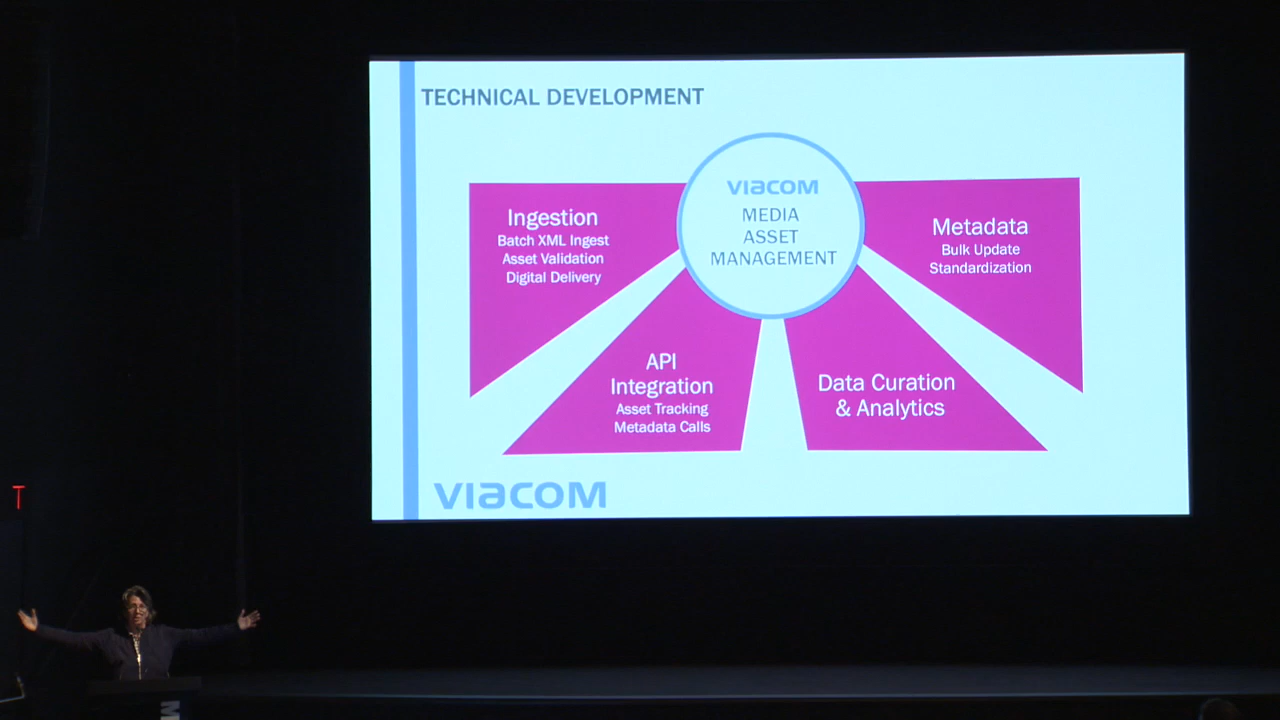 TECHNICAL DEVELOPMENT
VIACOM
MEDIA
ASSET
MANAGEMENT
Ingestion
Batch XML Ingest
Asset Validation
Digital Delivery
API
Integration
Asset Tracking
Metadata Calls
Data Curation
& Analytics
Metadata
Bulk Update
Standardization
VIACOM
T
M